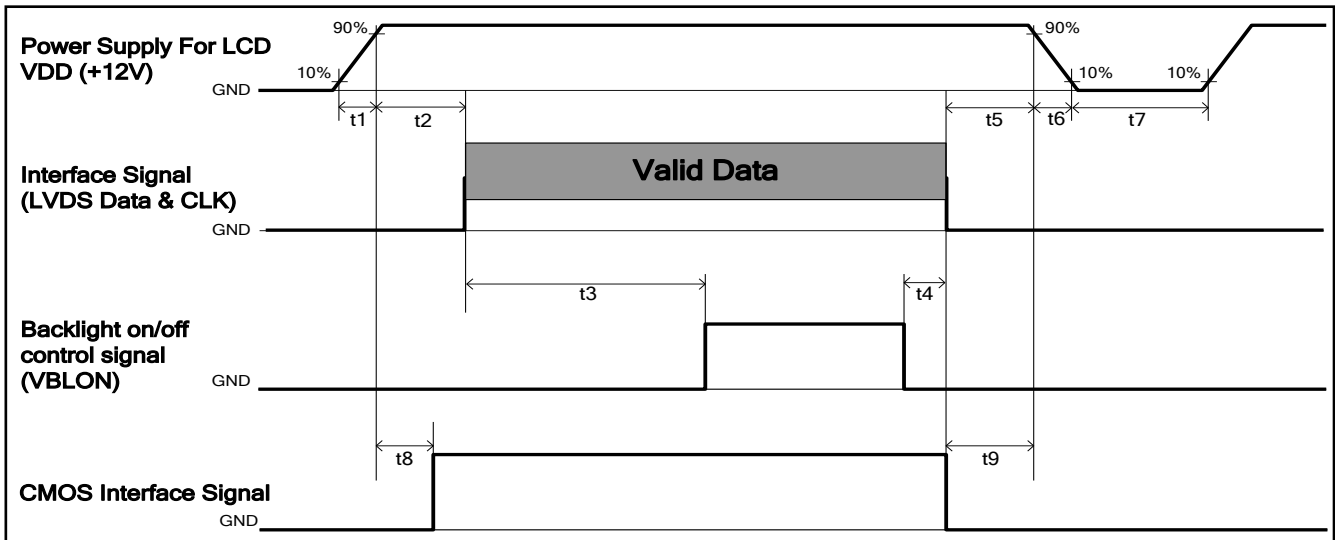 90%
90%
Power Supply For LCD
VDD (+12V)
10%
10%
10%
GND
t1
t2
t5
t6
t7
Valid Data
Interface Signal
(LVDS Data & CLK)
GND
t3
t4
Backlight on/off
control signal
(VBLON)
GND
t8
t9
CMOS Interface Signal
GND